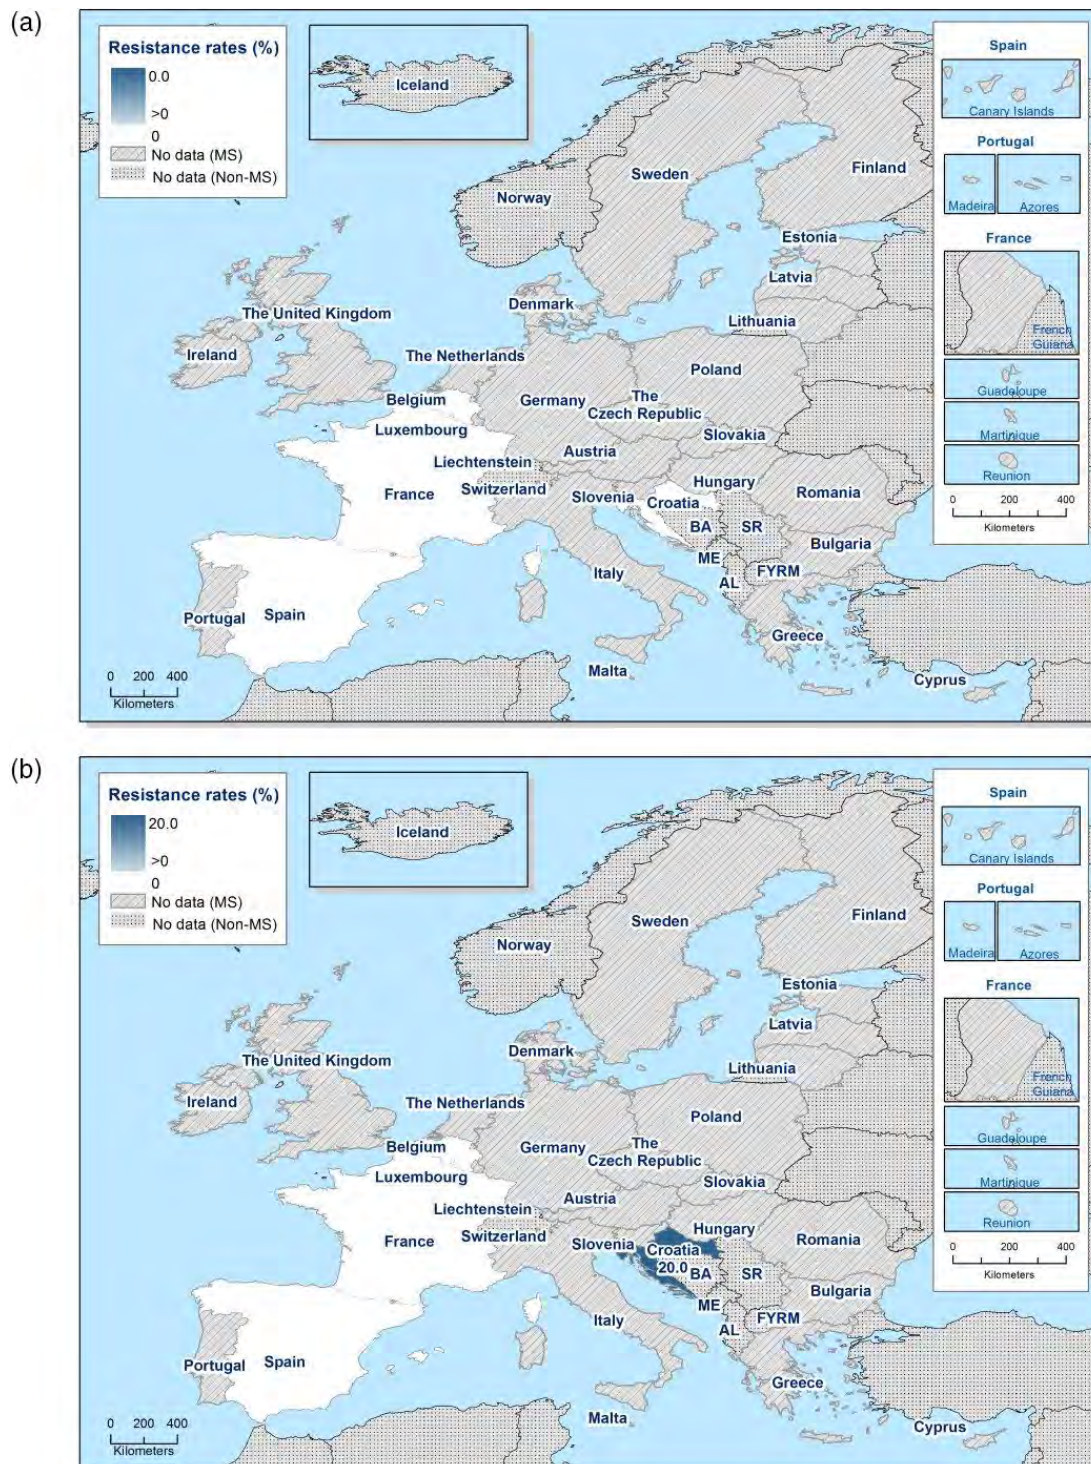 (a)
Resistance rates (%)
0.0
>0
0
No data (MS)
No data (Non-MS)
Iceland
Norway
Sweden
Finland
Estonia
Latvia
Lithuania
Denmark
The United Kingdom
Ireland
The Netherlands
Belgium
Luxembourg
Germany
The
Czech Republic
Poland
Slovakia
Austria
Liechtenstein
Switzerland
France
Slovenia
Croatia
Hungary
Romania
BA
SR
Bulgaria
ME
AL
FYRM
Italy
Greece
Portugal
Spain
Malta
Cyprus
0 200 400
Kilometers
Spain
Canary Islands
Portugal
Madeira
Azores
France
French
Guiana
Guadeloupe
Martinique
Reunion
0 200 400
Kilometers
(b)
Resistance rates (%)
20.0
>0
0
No data (MS)
No data (Non-MS)
Iceland
Norway
Sweden
Finland
Estonia
Latvia
Lithuania
Denmark
The United Kingdom
Ireland
The Netherlands
Belgium
Luxembourg
Germany
The
Czech Republic
Poland
Slovakia
Austria
Liechtenstein
Switzerland
France
Slovenia
Croatia
20.0
Hungary
Romania
BA
SR
Bulgaria
ME
AL
FYRM
Italy
Greece
Portugal
Spain
Malta
Cyprus
0 200 400
Kilometers
Spain
Canary Islands
Portugal
Madeira
Azores
France
French
Guiana
Guadeloupe
Martinique
Reunion
0 200 400
Kilometers